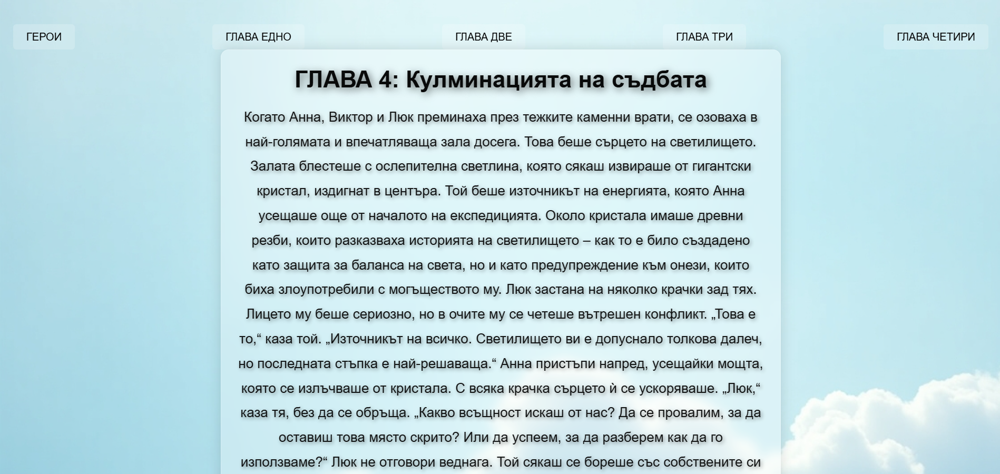 ГЕРОИ
ГЛАВА ЕДНО
ГЛАВА ДВЕ
ГЛАВА ТРИ
ГЛАВА ЧЕТИРИ
ГЛАВА 4: Кулминацията на съдбата
Когато Анна, Виктор и Люк преминаха през тежките каменни врати, се озоваха в
най-голямата и впечатляваща зала досега. Това беше сърцето на светилището.
Залата блестеше с ослепителна светлина, която сякаш извираше от гигантски
кристал, издигнат в центъра. Той беше източникът на енергията, която Анна
усещаше още от началото на експедицията. Около кристала имаше древни
резби, които разказваха историята на светилището – как то е било създадено
като защита за баланса на света, но и като предупреждение към онези, които
биха злоупотребили с могъществото му. Люк застана на няколко крачки зад тях.
Лицето му беше сериозно, но в очите му се четеше вътрешен конфликт. „Това е
то,“ каза той. „Източникът на всичко. Светилището ви е допуснало толкова далеч,
но последната стъпка е най-решаваща.“ Анна пристъпи напред, усещайки мощта,
която се излъчваше от кристала. С всяка крачка сърцето ѝ се ускоряваше. „Люк,“
каза тя, без да се обръща. „Какво всъщност искаш от нас? Да се провалим, за да
оставиш това място скрито? Или да успеем, за да разберем как да го
използваме?“ Люк не отговори веднага. Той сякаш се бореше със собствените си